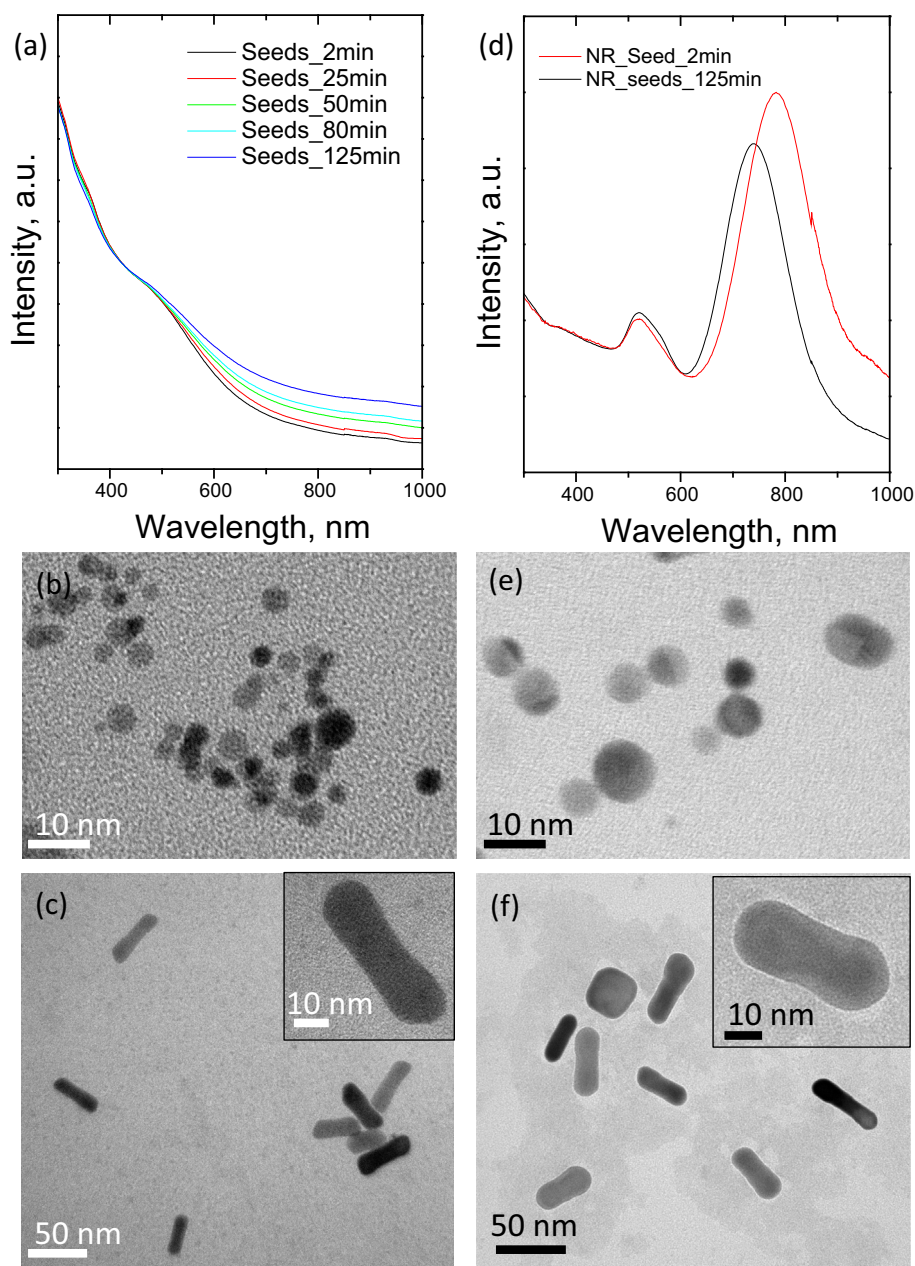 (a)
Seeds_2min
Seeds_25min
Seeds_50min
Seeds_80min
Seeds_125min
Intensity, a.u.
400 600 800 1000
Wavelength, nm
(d)
NR_Seed_2min
NR_seeds_125min
Intensity, a.u.
400 600 800 1000
Wavelength, nm
(b)
10 nm
(e)
10 nm
(c)
10 nm
50 nm
(f)
10 nm
50 nm